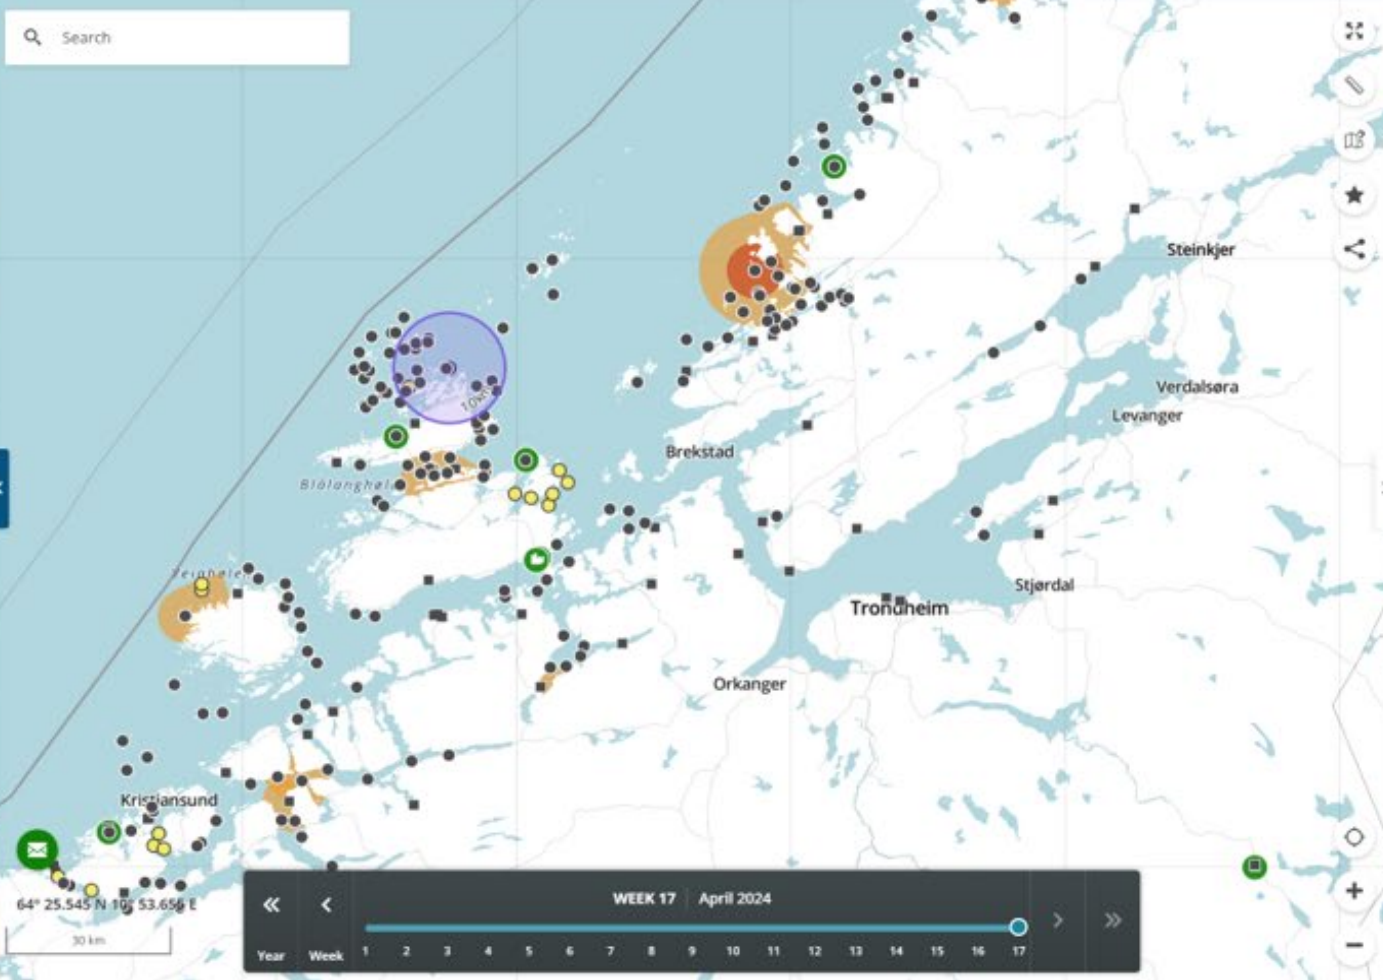 Search
Steinkjer
10km
Verdalsøra
Levanger
Brekstad
Stjørdal
Trondheim
Orkanger
Kristiansund
64° 25.545 N 10° 53.656 E
30 km
WEEK 17 April 2024
Year Week 1 2 3 4 5 6 7 8 9 10 11 12 13 14 15 16 17